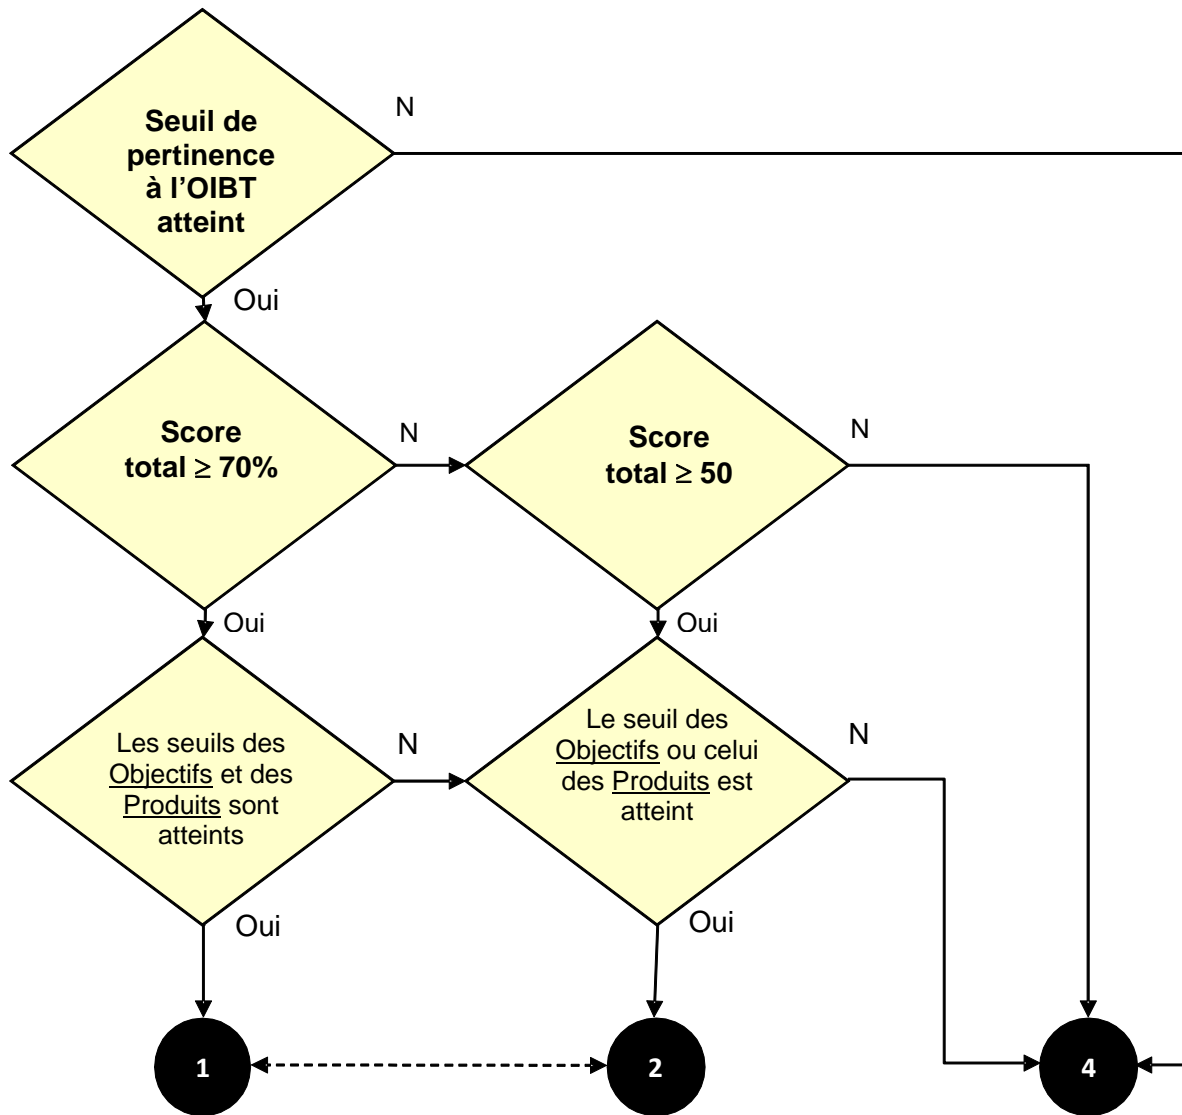 N
Seuil de
pertinence
à l'OIBT
atteint
Oui
Score
total ≥ 70%
N
Score
total ≥ 50
N
Oui
Oui
Les seuils des
Objectifs et des
Produits sont
atteints
N
Le seuil des
Objectifs ou celui
des Produits est
atteint
N
Oui
Oui
1
2
4